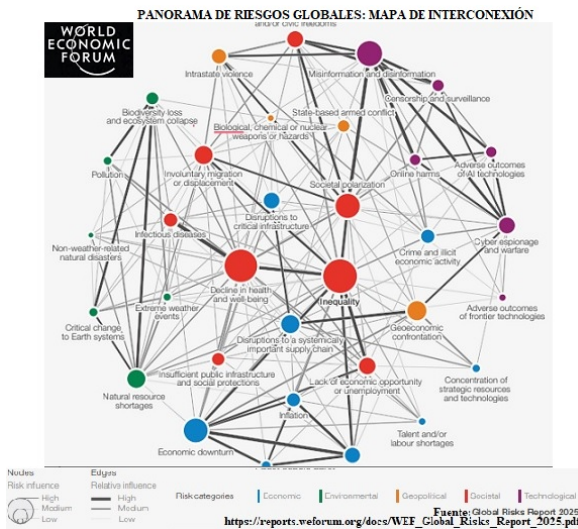 PANORAMA DE RIESGOS GLOBALES: MAPA DE INTERCONEXIÓN
WORLD
ECONOMIC
FORUM
and/or civic freedoms
Intrastate violence
Misinformation and disinformation
Censorship and surveillance
Biodiversity loss
and ecosystem collapse
State-based armed conflict
Biological, chemical or nuclear
weapons or hazards
Pollution
Involuntary migration
or displacement
Online harms
Adverse outcomes
of AI technologies
Societal polarization
Infectious diseases
Disruptions to
critical infrastructure
Non-weather-related
natural disasters
Crime and illicit
economic activity
Cyber espionage
and warfare
Decline in health
and well-being
Inequality
Extreme weather
events
Adverse outcomes
of frontier technologies
Critical change
to Earth systems
Geoeconomic
confrontation
Disruptions to a systemically
important supply chain
Insufficient public infrastructure
and social protections
Lack of economic opportunity
or unemployment
Concentration of
strategic resources
and technologies
Natural resource
shortages
Inflation
Talent and/or
labour shortages
Economic downturn
Nodes
Risk influence
High
Medium
Low
Edges
Relative influence
High
Medium
Low
Risk categories
Economic
Environmental
Geopolitical
Societal
Technological
Fuente: Global Risks Report 2025
https://reports.weforum.org/docs/WEF_Global_Risks_Report_2025.pdf